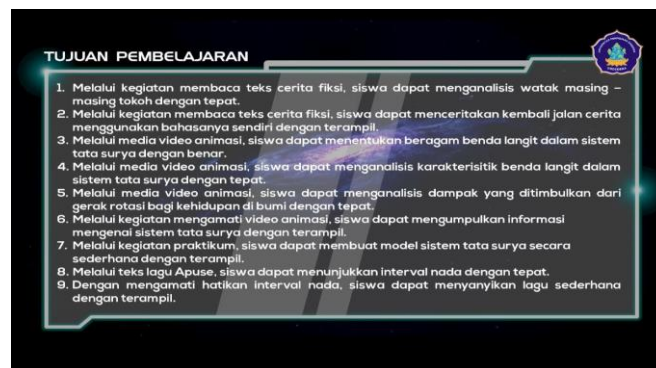 TUJUAN PEMBELAJARAN
1. Melalui kegiatan membaca teks cerita fiksi, siswa dapat menganalisis watak masing –
masing tokoh dengan tepat.
2. Melalui kegiatan membaca teks cerita fiksi, siswa dapat menceritakan kembali jalan cerita
menggunakan bahasanya sendiri dengan terampil.
3. Melalui media video animasi, siswa dapat menentukan beragam benda langit dalam sistem
tata surya dengan benar.
4. Melalui media video animasi, siswa dapat menganalisis karakterisitik benda langit dalam
sistem tata surya dengan tepat.
5. Melalui media video animasi, siswa dapat menganalisis dampak yang ditimbulkan dari
gerak rotasi bagi kehidupan di bumi dengan tepat.
6. Melalui kegiatan mengamati video animasi, siswa dapat mengumpulkan informasi
mengenai sistem tata surya dengan terampil.
7. Melalui kegiatan praktikum, siswa dapat membuat model sistem tata surya secara
sederhana dengan terampil.
8. Melalui teks lagu Apuse, siswa dapat menunjukkan interval nada dengan tepat.
9. Dengan mengamati hatikan interval nada, siswa dapat menyanyikan lagu sederhana
dengan terampil.